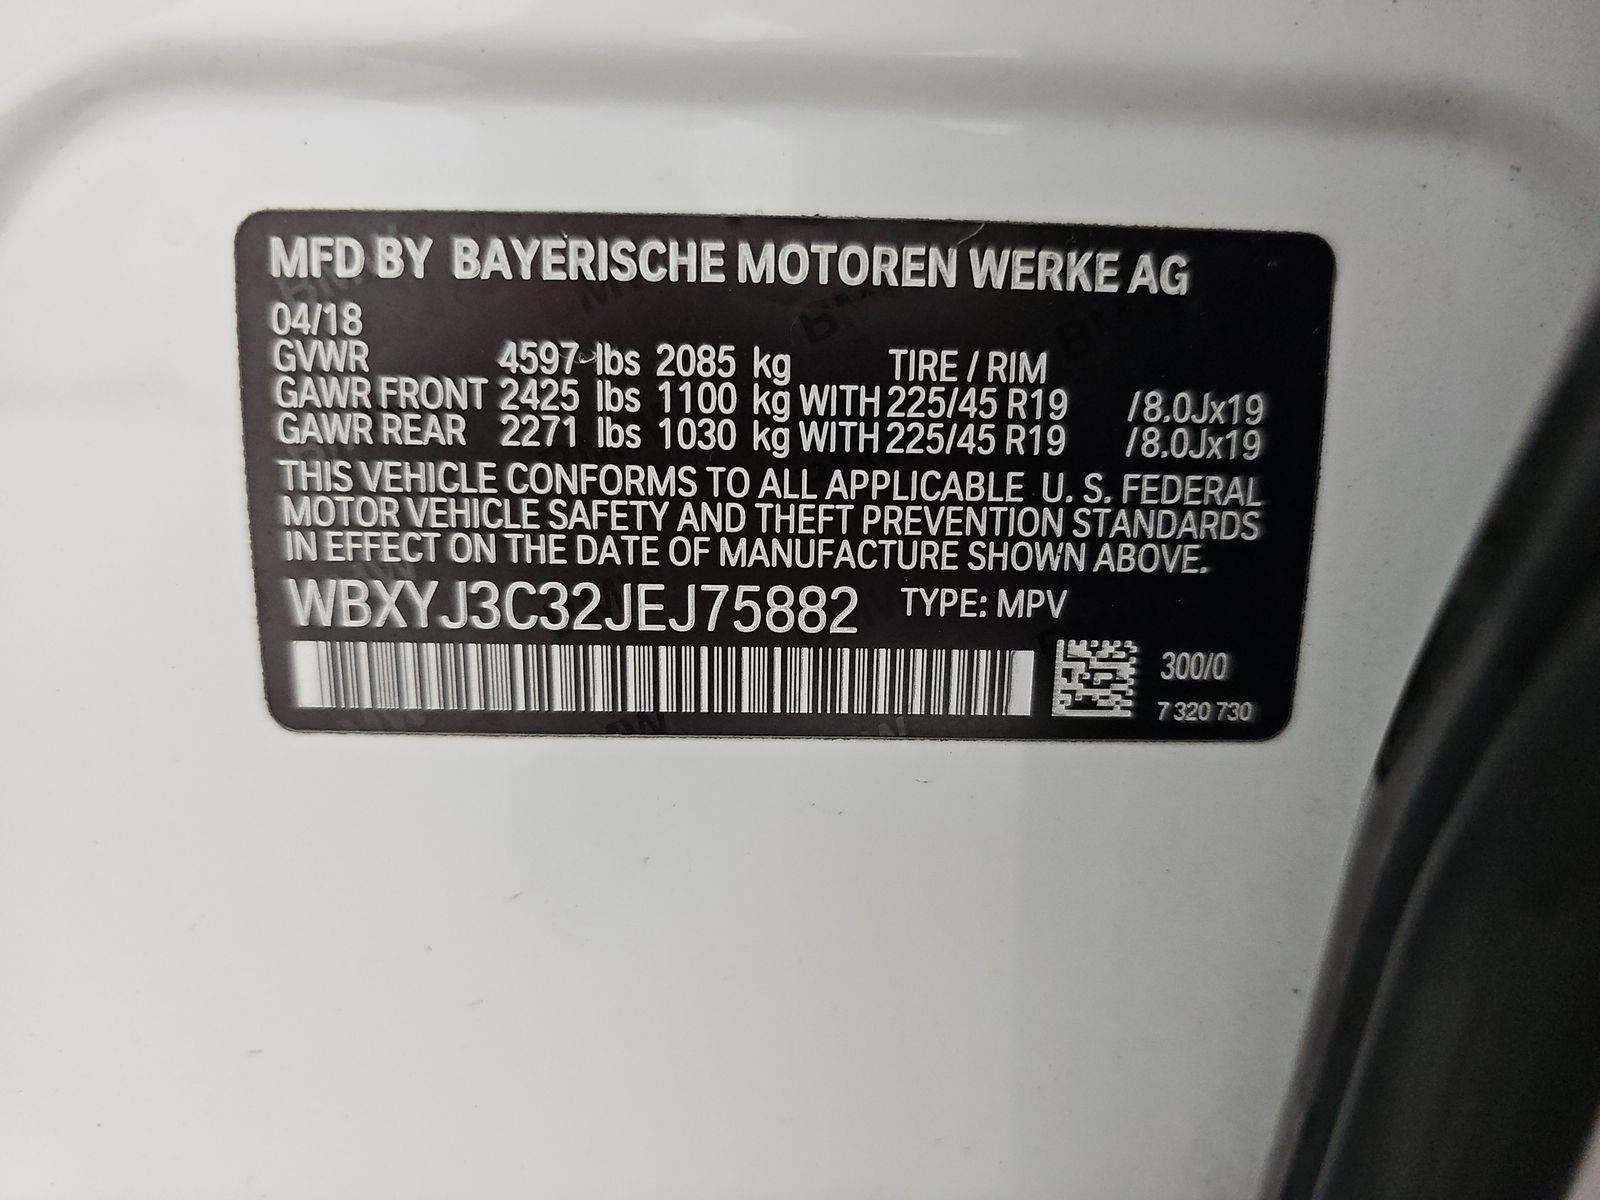 MFD BY BAYERISCHE MOTOREN WERKE AG
04/18
GVWR 4597 lbs 2085 kg TIRE / RIM
GAWR FRONT 2425 lbs 1100 kg WITH 225/45 R19 /8.0Jx19
GAWR REAR 2271 lbs 1030 kg WITH 225/45 R19 /8.0Jx19
THIS VEHICLE CONFORMS TO ALL APPLICABLE U. S. FEDERAL
MOTOR VEHICLE SAFETY AND THEFT PREVENTION STANDARDS
IN EFFECT ON THE DATE OF MANUFACTURE SHOWN ABOVE.
WBXYJ3C32JEJ75882 TYPE: MPV
300/0
7 320 730